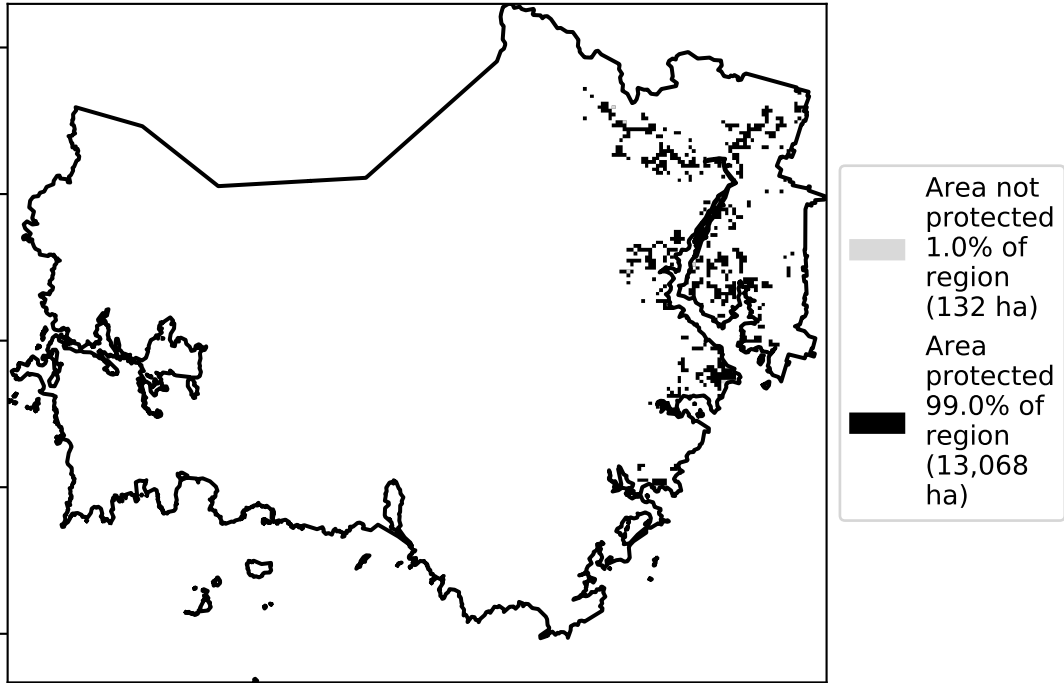 Area not
protected
1.0% of
region
(132 ha)
Area
protected
99.0% of
region
(13,068
ha)